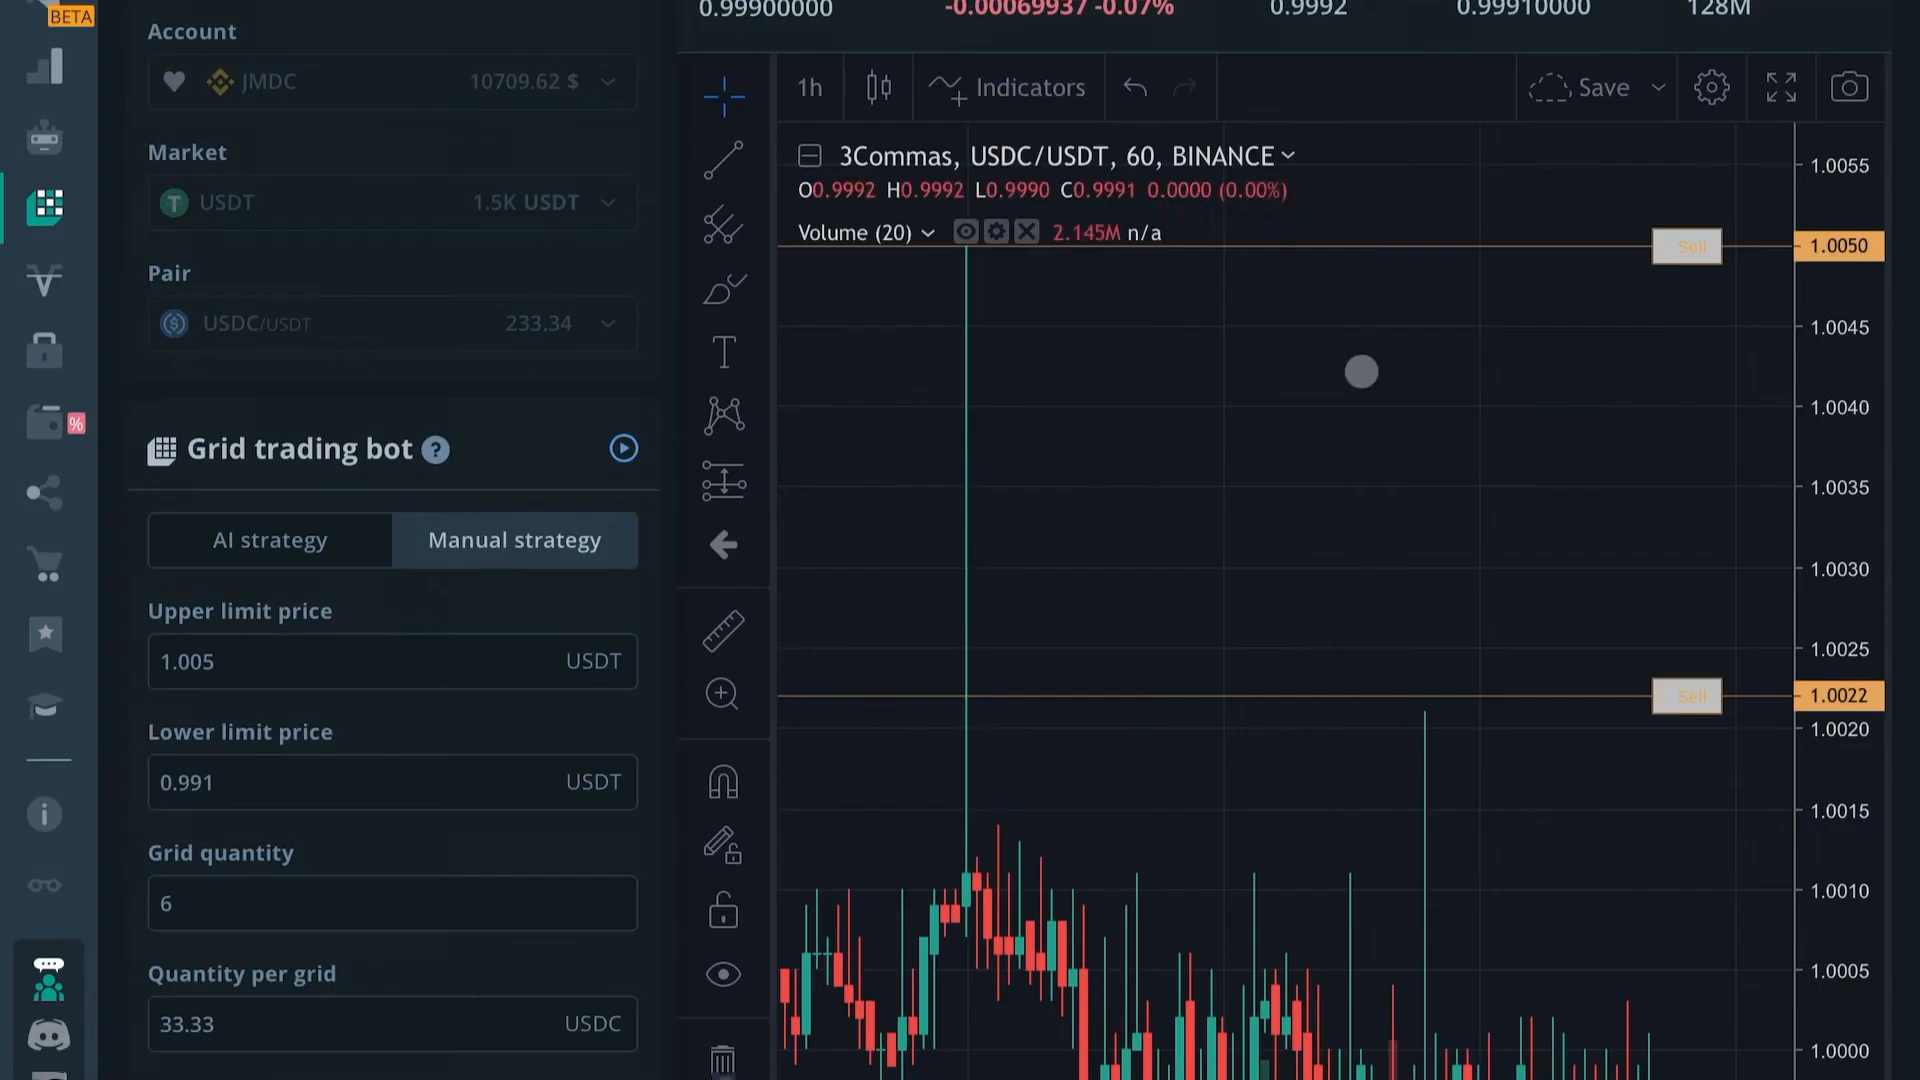 BETA
Account
JMDC 10709.62 $
Market
USDT 1.5K USDT
Pair
USDC/USDT 233.34
Grid trading bot ?
AI strategy Manual strategy
Upper limit price
1.005 USDT
Lower limit price
0.991 USDT
Grid quantity
6
Quantity per grid
33.33 USDC
%
0.99900000 -0.00069937 -0.07% 0.9992 0.99910000 128M
1h Indicators Save
3Commas, USDC/USDT, 60, BINANCE
O0.9992 H0.9992 L0.9990 C0.9991 0.0000 (0.00%)
Volume (20) 2.145M n/a
Sell
Sell
1.0055
1.0050
1.0045
1.0040
1.0035
1.0030
1.0025
1.0022
1.0020
1.0015
1.0010
1.0005
1.0000